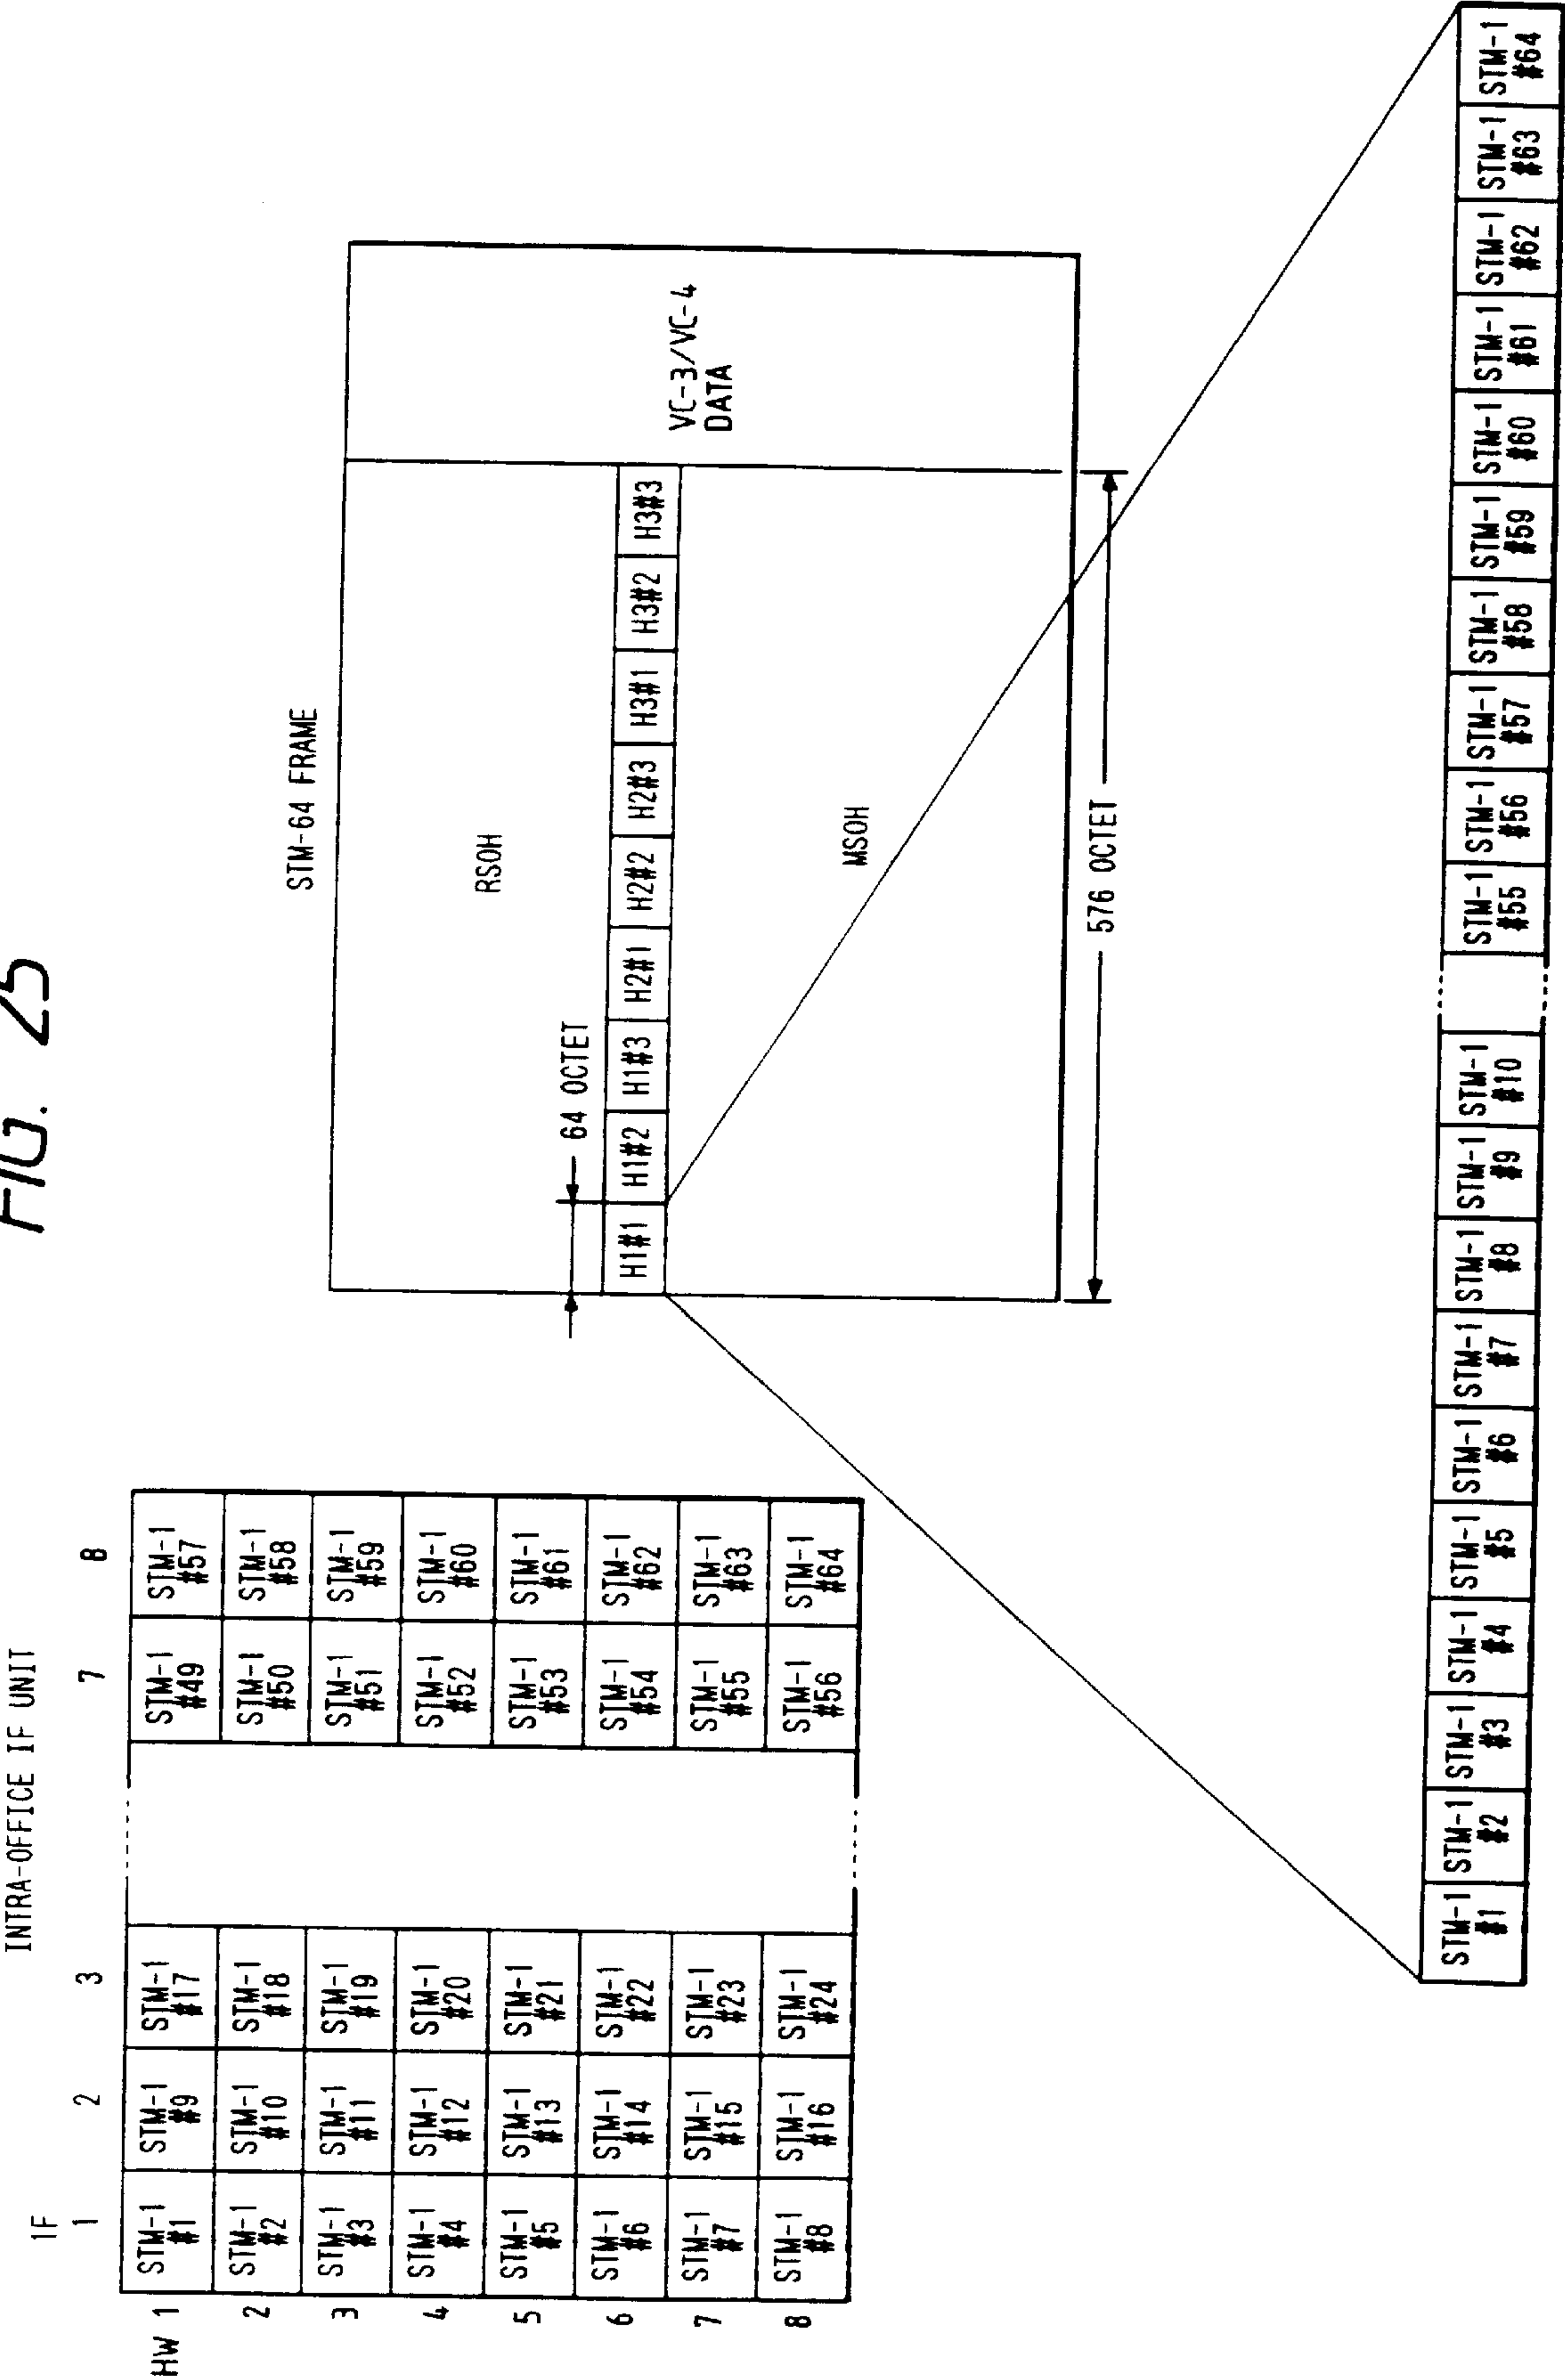 FIG. 25
INTRA-OFFICE IF UNIT
IF
1 2 3 7 8
HW 1 STM-1 #1 STM-1 #9 STM-1 #17 STM-1 #49 STM-1 #57
2 STM-1 #2 STM-1 #10 STM-1 #18 STM-1 #50 STM-1 #58
3 STM-1 #3 STM-1 #11 STM-1 #19 STM-1 #51 STM-1 #59
4 STM-1 #4 STM-1 #12 STM-1 #20 STM-1 #52 STM-1 #60
5 STM-1 #5 STM-1 #13 STM-1 #21 STM-1 #53 STM-1 #61
6 STM-1 #6 STM-1 #14 STM-1 #22 STM-1 #54 STM-1 #62
7 STM-1 #7 STM-1 #15 STM-1 #23 STM-1 #55 STM-1 #63
8 STM-1 #8 STM-1 #16 STM-1 #24 STM-1 #56 STM-1 #64
STM-64 FRAME
RSOH
64 OCTET
H1#1 H1#2 H1#3 H2#1 H2#2 H2#3 H3#1 H3#2 H3#3
VC-3/VC-4
DATA
MSOH
576 OCTET
STM-1 STM-1 STM-1 STM-1 STM-1 STM-1 STM-1 STM-1 STM-1 STM-1 STM-1 STM-1 STM-1 STM-1 STM-1 STM-1 STM-1 STM-1 STM-1 STM-1
#1 #2 #3 #4 #5 #6 #7 #8 #9 #10 #55 #56 #57 #58 #59 #60 #61 #62 #63 #64